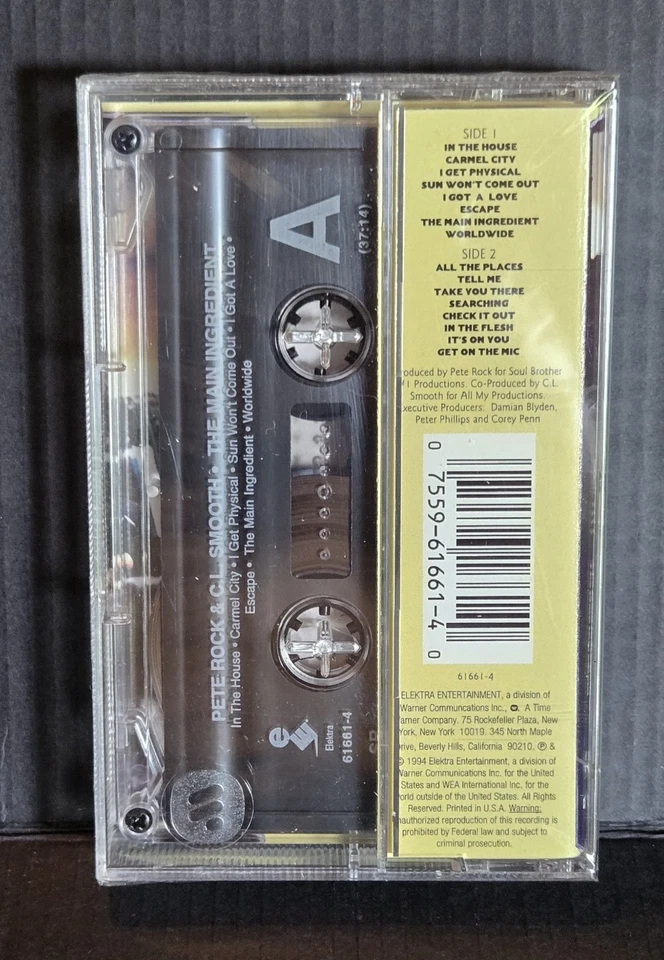 A
(37:14)
PETE ROCK & C.L. SMOOTH • THE MAIN INGREDIENT
In The House • Carmel City • I Get Physical • Sun Won't Come Out • I Got A Love •
Escape • The Main Ingredient • Worldwide
Elektra
61661-4
SIDE 1
IN THE HOUSE
CARMEL CITY
I GET PHYSICAL
SUN WON'T COME OUT
I GOT A LOVE
ESCAPE
THE MAIN INGREDIENT
WORLDWIDE
SIDE 2
ALL THE PLACES
TELL ME
TAKE YOU THERE
SEARCHING
CHECK IT OUT
IN THE FLESH
IT'S ON YOU
GET ON THE MIC
roduced by Pete Rock for Soul Brother
#1 Productions. Co-Produced by C.L.
Smooth for All My Productions.
xecutive Producers: Damian Blyden,
Peter Phillips and Corey Penn
0 7559-61661-4 0
61661-4
ELEKTRA ENTERTAINMENT, a division of
Warner Communcations Inc., A Time
arner Company. 75 Rockefeller Plaza, New
York, New York 10019. 345 North Maple
rive, Beverly Hills, California 90210. ℗ &
© 1994 Elektra Entertainment, a division of
Warner Communications Inc. for the United
States and WEA International Inc. for the
orld outside of the United States. All Rights
Reserved. Printed in U.S.A. Warning:
nauthorized reproduction of this recording is
prohibited by Federal law and subject to
criminal prosecution.